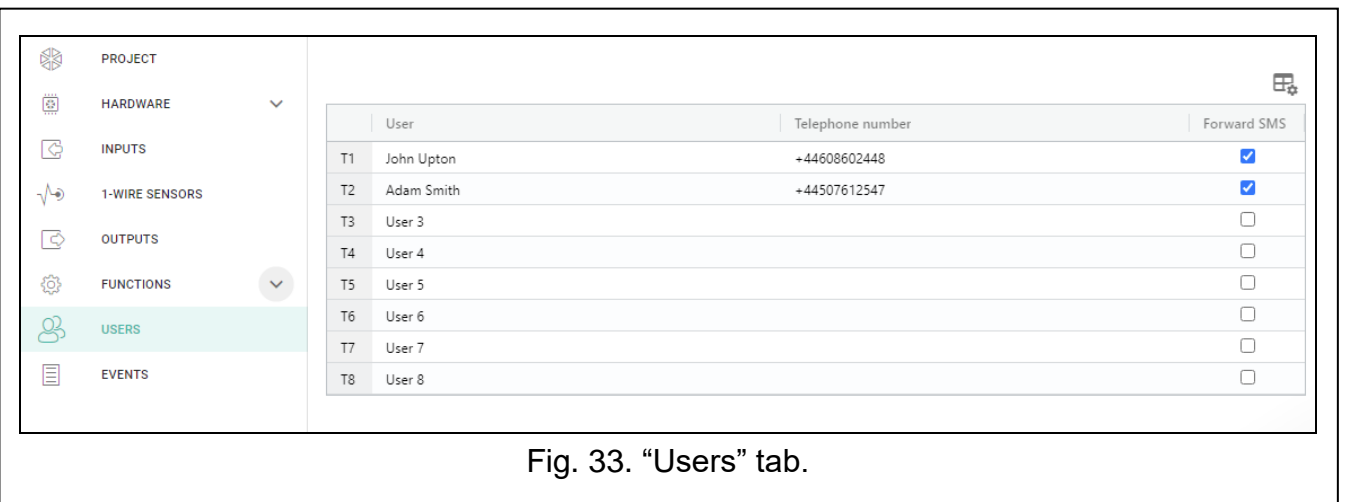 PROJECT
HARDWARE
INPUTS
1-WIRE SENSORS
OUTPUTS
FUNCTIONS
USERS
EVENTS
User Telephone number Forward SMS
T1 John Upton +44608602448
T2 Adam Smith +44507612547
T3 User 3
T4 User 4
T5 User 5
T6 User 6
T7 User 7
T8 User 8
Fig. 33. “Users” tab.